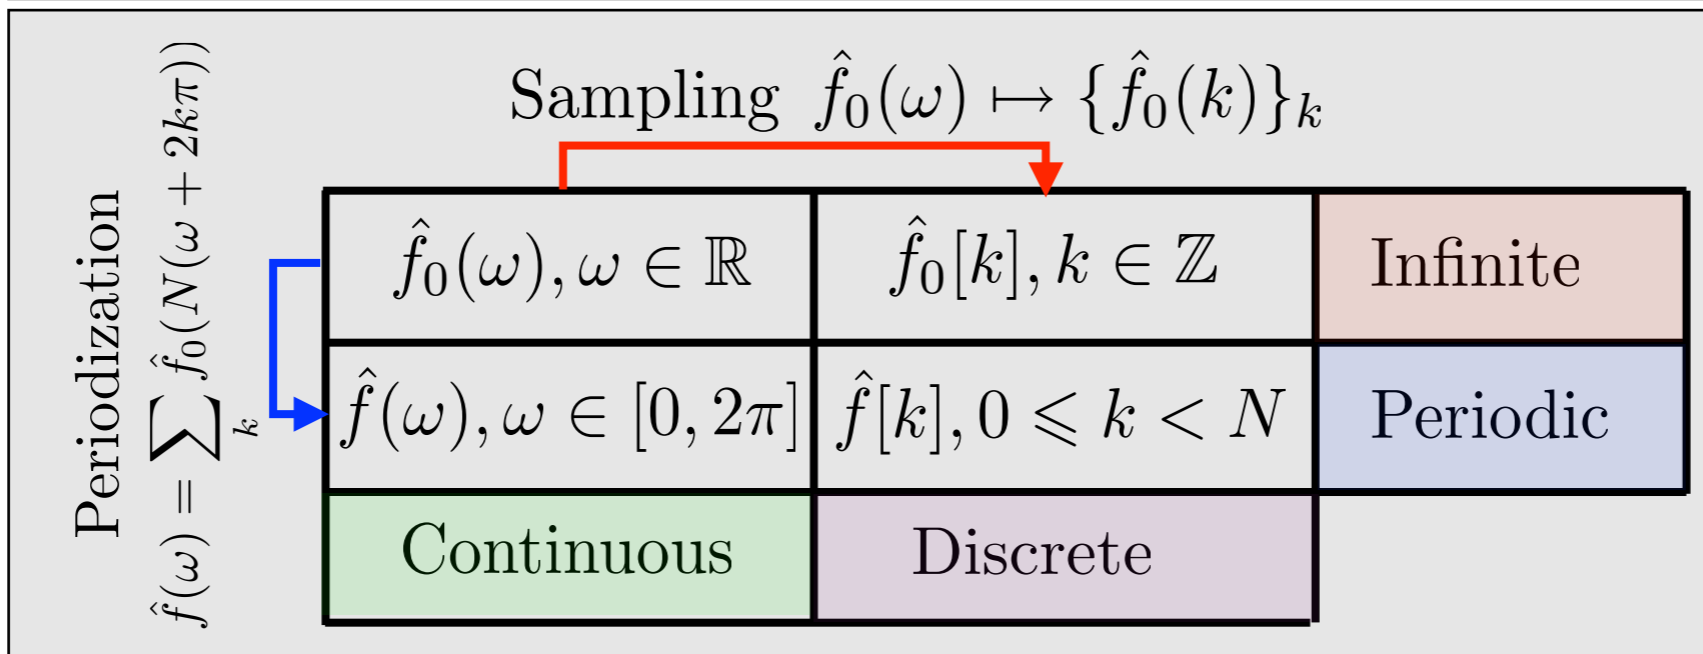 Sampling f̂₀(ω) ↦ {f̂₀(k)}ₖ
Periodization
f̂(ω) = ∑ₖ f̂₀(N(ω + 2kπ))
f̂₀(ω), ω ∈ ℝ
f̂₀[k], k ∈ ℤ
Infinite
f̂(ω), ω ∈ [0, 2π]
f̂[k], 0 ⩽ k < N
Periodic
Continuous
Discrete